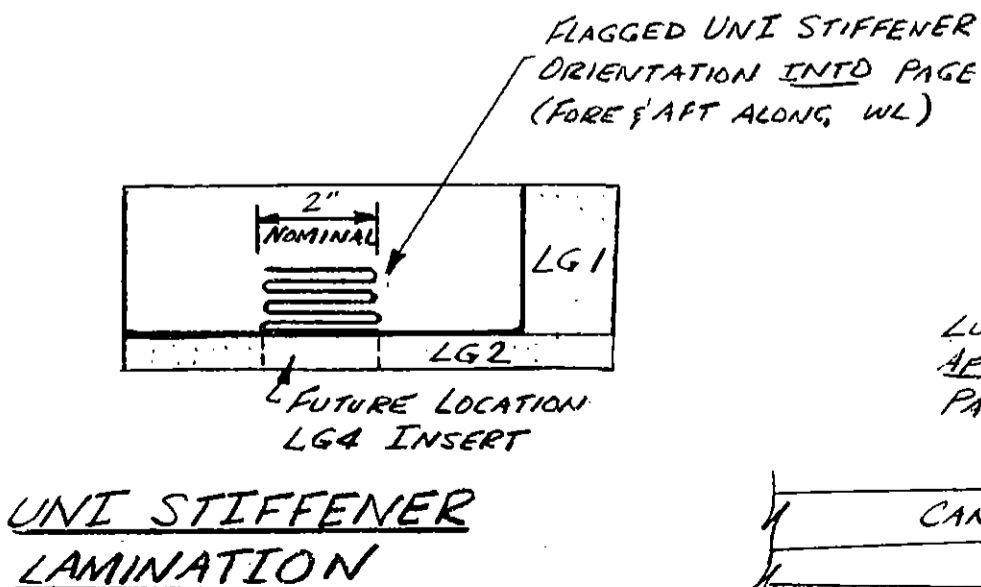 FLAGGED UNI STIFFENER
ORIENTATION INTO PAGE
(FORE & AFT ALONG WL)
2"
NOMINAL
LG1
LG2
FUTURE LOCATION
LG4 INSERT
UNI STIFFENER
LAMINATION
CAN